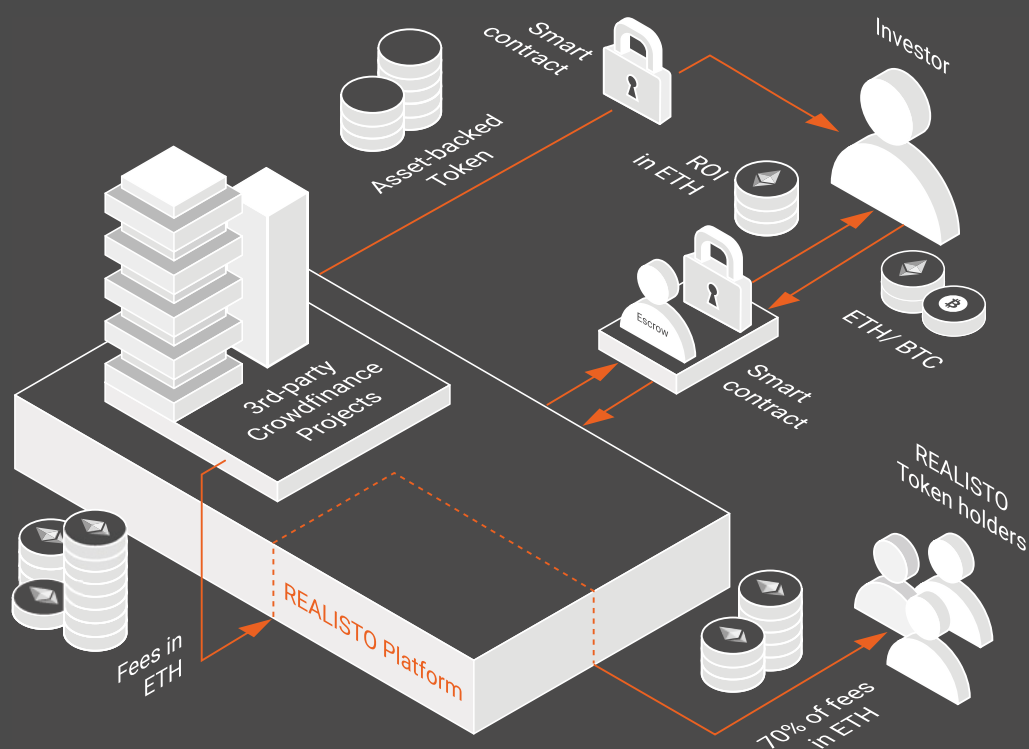 Smart
contract
Investor
Asset-backed
Token
ROI
in ETH
Escrow
ETH/ BTC
Smart
contract
3rd-party
Crowdfinance
Projects
REALISTO
Token holders
REALISTO Platform
Fees in
ETH
70% of fees
in ETH